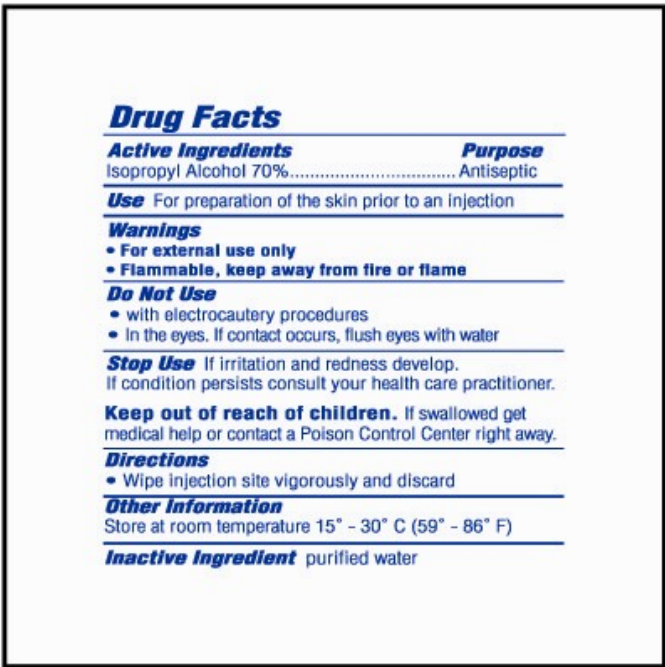 Drug Facts
Active Ingredients Purpose
Isopropyl Alcohol 70%.................................Antiseptic
Use For preparation of the skin prior to an injection
Warnings
• For external use only
• Flammable, keep away from fire or flame
Do Not Use
• with electrocautery procedures
• In the eyes. If contact occurs, flush eyes with water
Stop Use If irritation and redness develop.
If condition persists consult your health care practitioner.
Keep out of reach of children. If swallowed get
medical help or contact a Poison Control Center right away.
Directions
• Wipe injection site vigorously and discard
Other Information
Store at room temperature 15° - 30° C (59° - 86° F)
Inactive Ingredient purified water